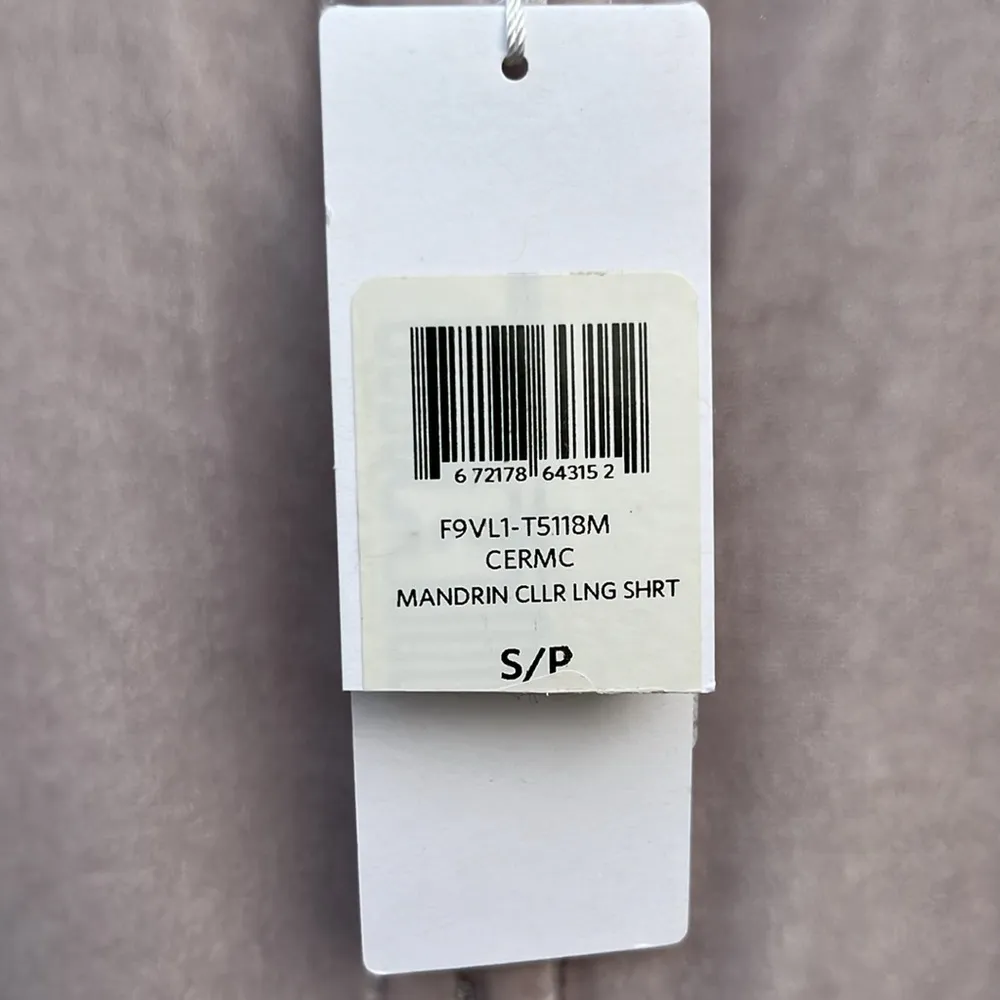 6 72178 64315 2
F9VL1-T5118M
CERMC
MANDRIN CLLR LNG SHRT
S/P